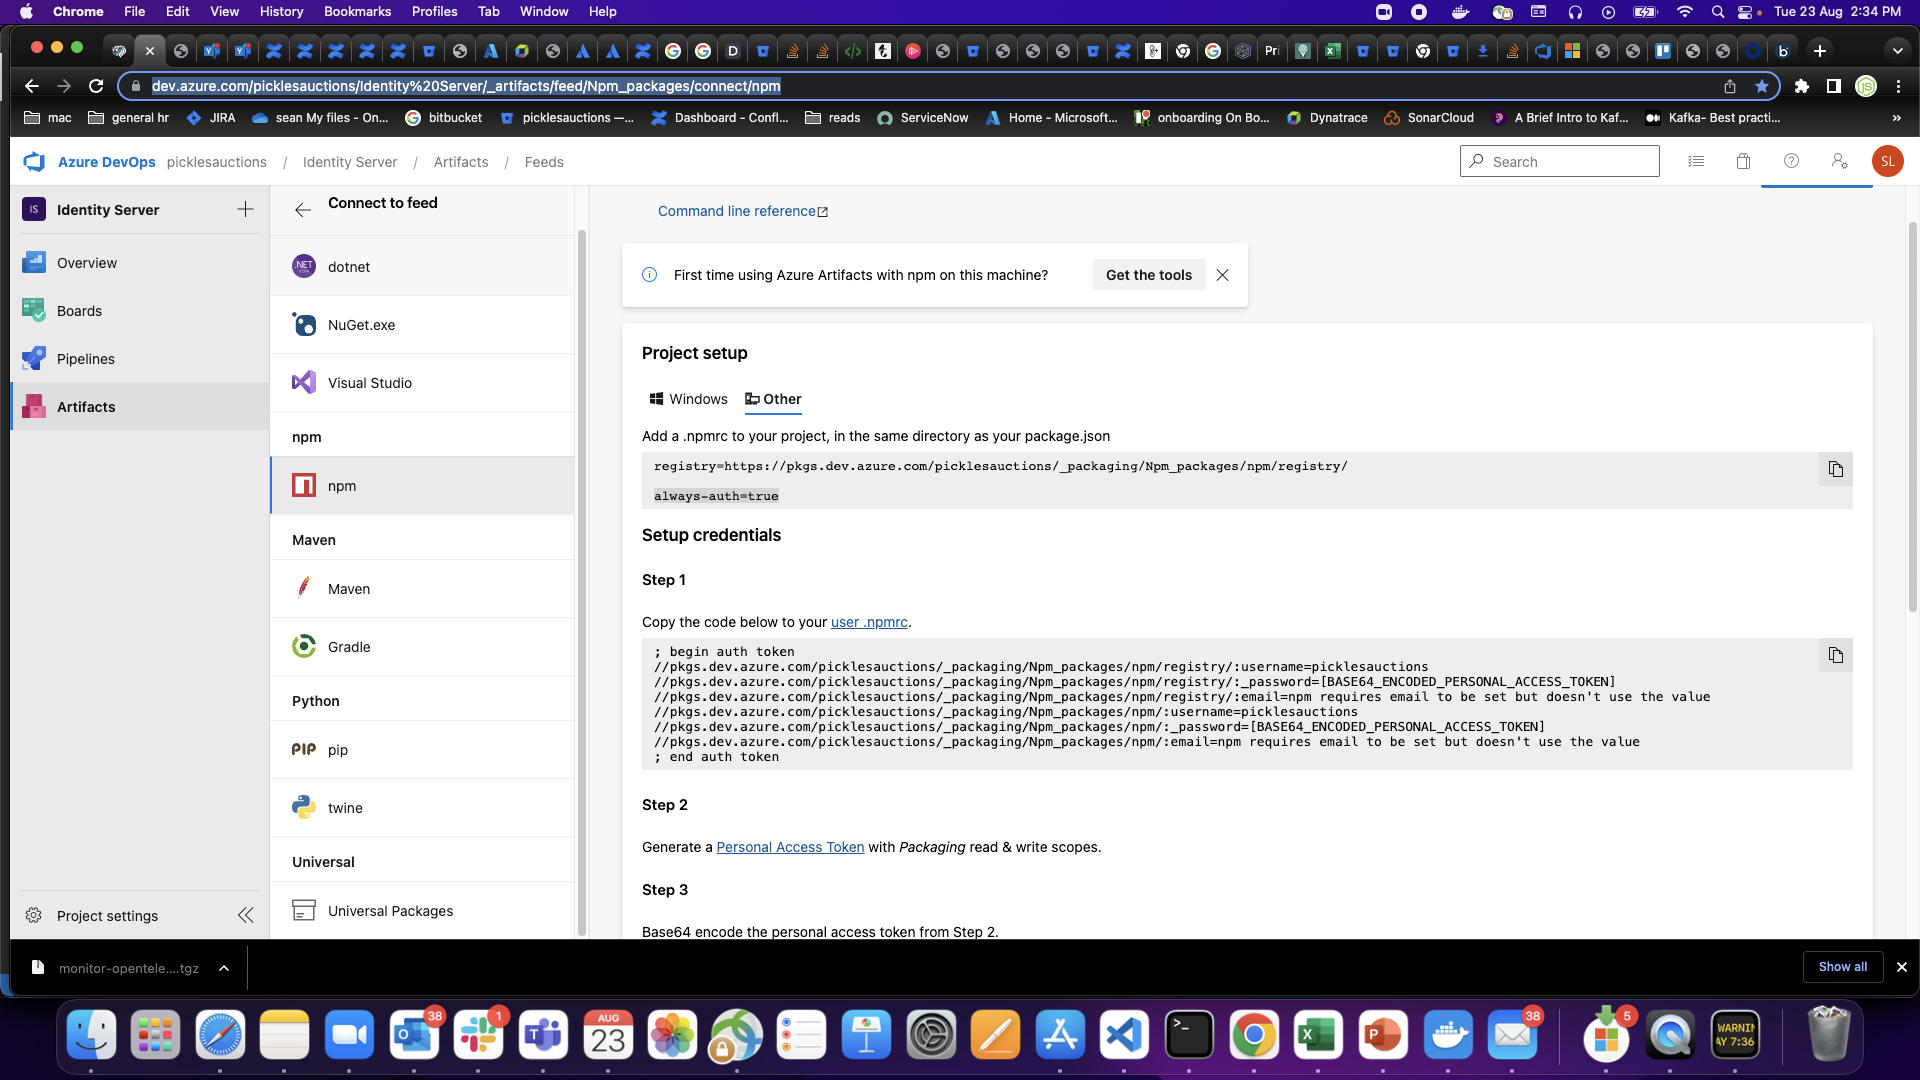 Chrome File Edit View History Bookmarks Profiles Tab Window Help Tue 23 Aug 2:34 PM
dev.azure.com/picklesauctions/Identity%20Server/_artifacts/feed/Npm_packages/connect/npm
mac general hr JIRA sean My files - On... bitbucket picklesauctions —... Dashboard - Confl... reads ServiceNow Home - Microsoft... onboarding On Bo... Dynatrace SonarCloud A Brief Intro to Kaf... Kafka- Best practi... »
Azure DevOps picklesauctions / Identity Server / Artifacts / Feeds Search SL
IS Identity Server
Overview
Boards
Pipelines
Artifacts
Project settings
Connect to feed
dotnet
NuGet.exe
Visual Studio
npm
npm
Maven
Maven
Gradle
Python
pip
twine
Universal
Universal Packages
Command line reference
First time using Azure Artifacts with npm on this machine? Get the tools
Project setup
Windows Other
Add a .npmrc to your project, in the same directory as your package.json
registry=https://pkgs.dev.azure.com/picklesauctions/_packaging/Npm_packages/npm/registry/
always-auth=true
Setup credentials
Step 1
Copy the code below to your user .npmrc.
; begin auth token
//pkgs.dev.azure.com/picklesauctions/_packaging/Npm_packages/npm/registry/:username=picklesauctions
//pkgs.dev.azure.com/picklesauctions/_packaging/Npm_packages/npm/registry/:_password=[BASE64_ENCODED_PERSONAL_ACCESS_TOKEN]
//pkgs.dev.azure.com/picklesauctions/_packaging/Npm_packages/npm/registry/:email=npm requires email to be set but doesn't use the value
//pkgs.dev.azure.com/picklesauctions/_packaging/Npm_packages/npm/:username=picklesauctions
//pkgs.dev.azure.com/picklesauctions/_packaging/Npm_packages/npm/:_password=[BASE64_ENCODED_PERSONAL_ACCESS_TOKEN]
//pkgs.dev.azure.com/picklesauctions/_packaging/Npm_packages/npm/:email=npm requires email to be set but doesn't use the value
; end auth token
Step 2
Generate a Personal Access Token with Packaging read & write scopes.
Step 3
Base64 encode the personal access token from Step 2.
monitor-opentele....tgz Show all
38 1 AUG 23 38 5 WARNIN AY 7:36